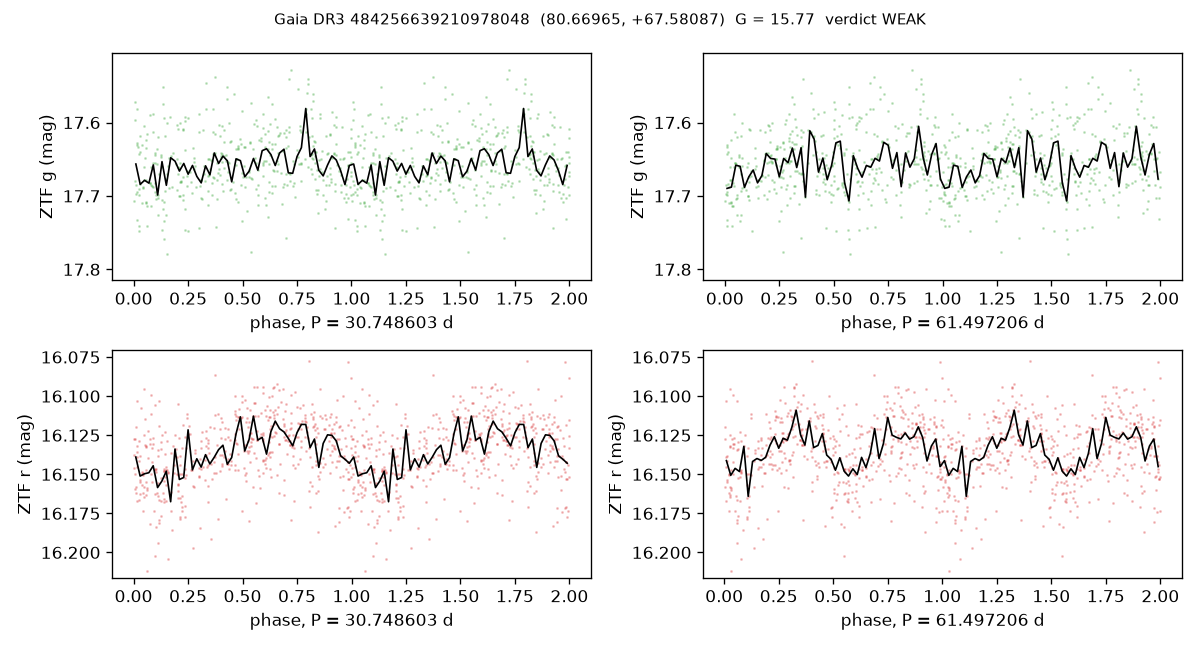 Gaia DR3 484256639210978048 (80.66965, +67.58087) G = 15.77 verdict WEAK
ZTF g (mag)
17.6
17.7
17.8
0.00 0.25 0.50 0.75 1.00 1.25 1.50 1.75 2.00
phase, P = 30.748603 d
ZTF g (mag)
17.6
17.7
17.8
0.00 0.25 0.50 0.75 1.00 1.25 1.50 1.75 2.00
phase, P = 61.497206 d
ZTF r (mag)
16.075
16.100
16.125
16.150
16.175
16.200
0.00 0.25 0.50 0.75 1.00 1.25 1.50 1.75 2.00
phase, P = 30.748603 d
ZTF r (mag)
16.075
16.100
16.125
16.150
16.175
16.200
0.00 0.25 0.50 0.75 1.00 1.25 1.50 1.75 2.00
phase, P = 61.497206 d